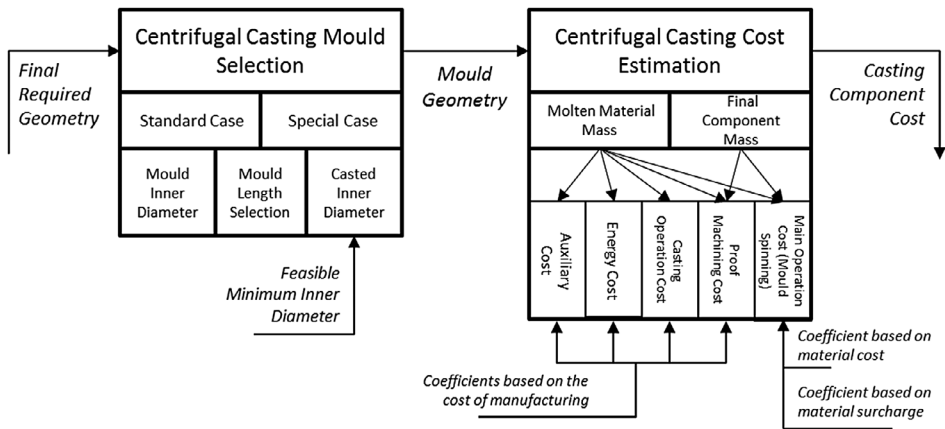 Final
Required
Geometry
Centrifugal Casting Mould
Selection
Standard Case
Special Case
Mould
Inner
Diameter
Mould
Length
Selection
Casted
Inner
Diameter
Feasible
Minimum Inner
Diameter
Mould
Geometry
Centrifugal Casting Cost
Estimation
Molten Material
Mass
Final
Component
Mass
Auxiliary
Cost
Energy Cost
Casting
Operation Cost
Proof
Machining Cost
Main Operation
Cost (Mould
Spinning)
Casting
Component
Cost
Coefficients based on the
cost of manufacturing
Coefficient based on
material cost
Coefficient based on
material surcharge